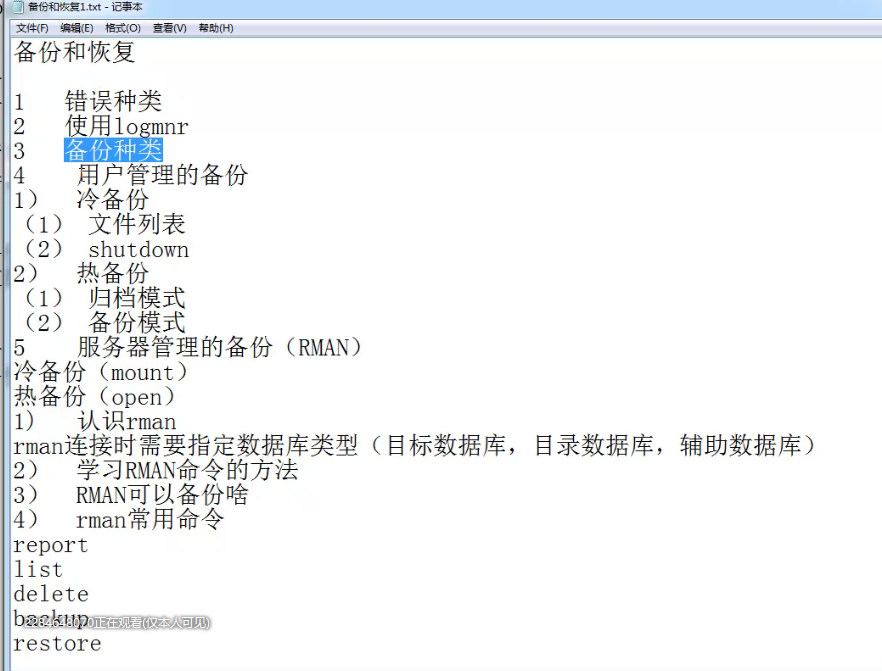 备份和恢复1.txt - 记事本
文件(F) 编辑(E) 格式(O) 查看(V) 帮助(H)
备份和恢复
1 错误种类
2 使用logmnr
3 备份种类
4 用户管理的备份
1) 冷备份
（1） 文件列表
（2） shutdown
2) 热备份
（1） 归档模式
（2） 备份模式
5 服务器管理的备份（RMAN）
冷备份（mount）
热备份（open）
1) 认识rman
rman连接时需要指定数据库类型（目标数据库，目录数据库，辅助数据库）
2) 学习RMAN命令的方法
3) RMAN可以备份啥
4) rman常用命令
report
list
delete
backup
正在观看(仅本人可见)
restore